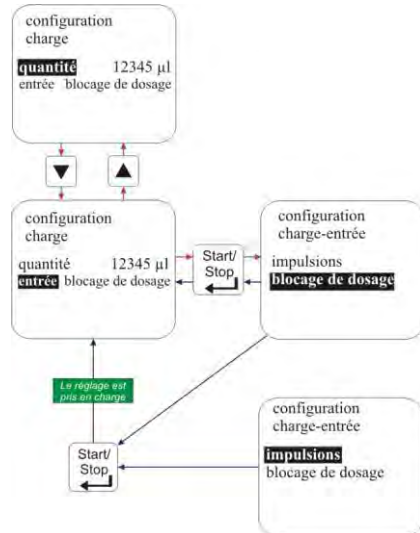 configuration
charge
quantité 12345 µl
entrée blocage de dosage
configuration
charge
quantité 12345 µl
entrée blocage de dosage
Start/
Stop
configuration
charge-entrée
impulsions
blocage de dosage
Le réglage est
pris en charge
Start/
Stop
configuration
charge-entrée
impulsions
blocage de dosage